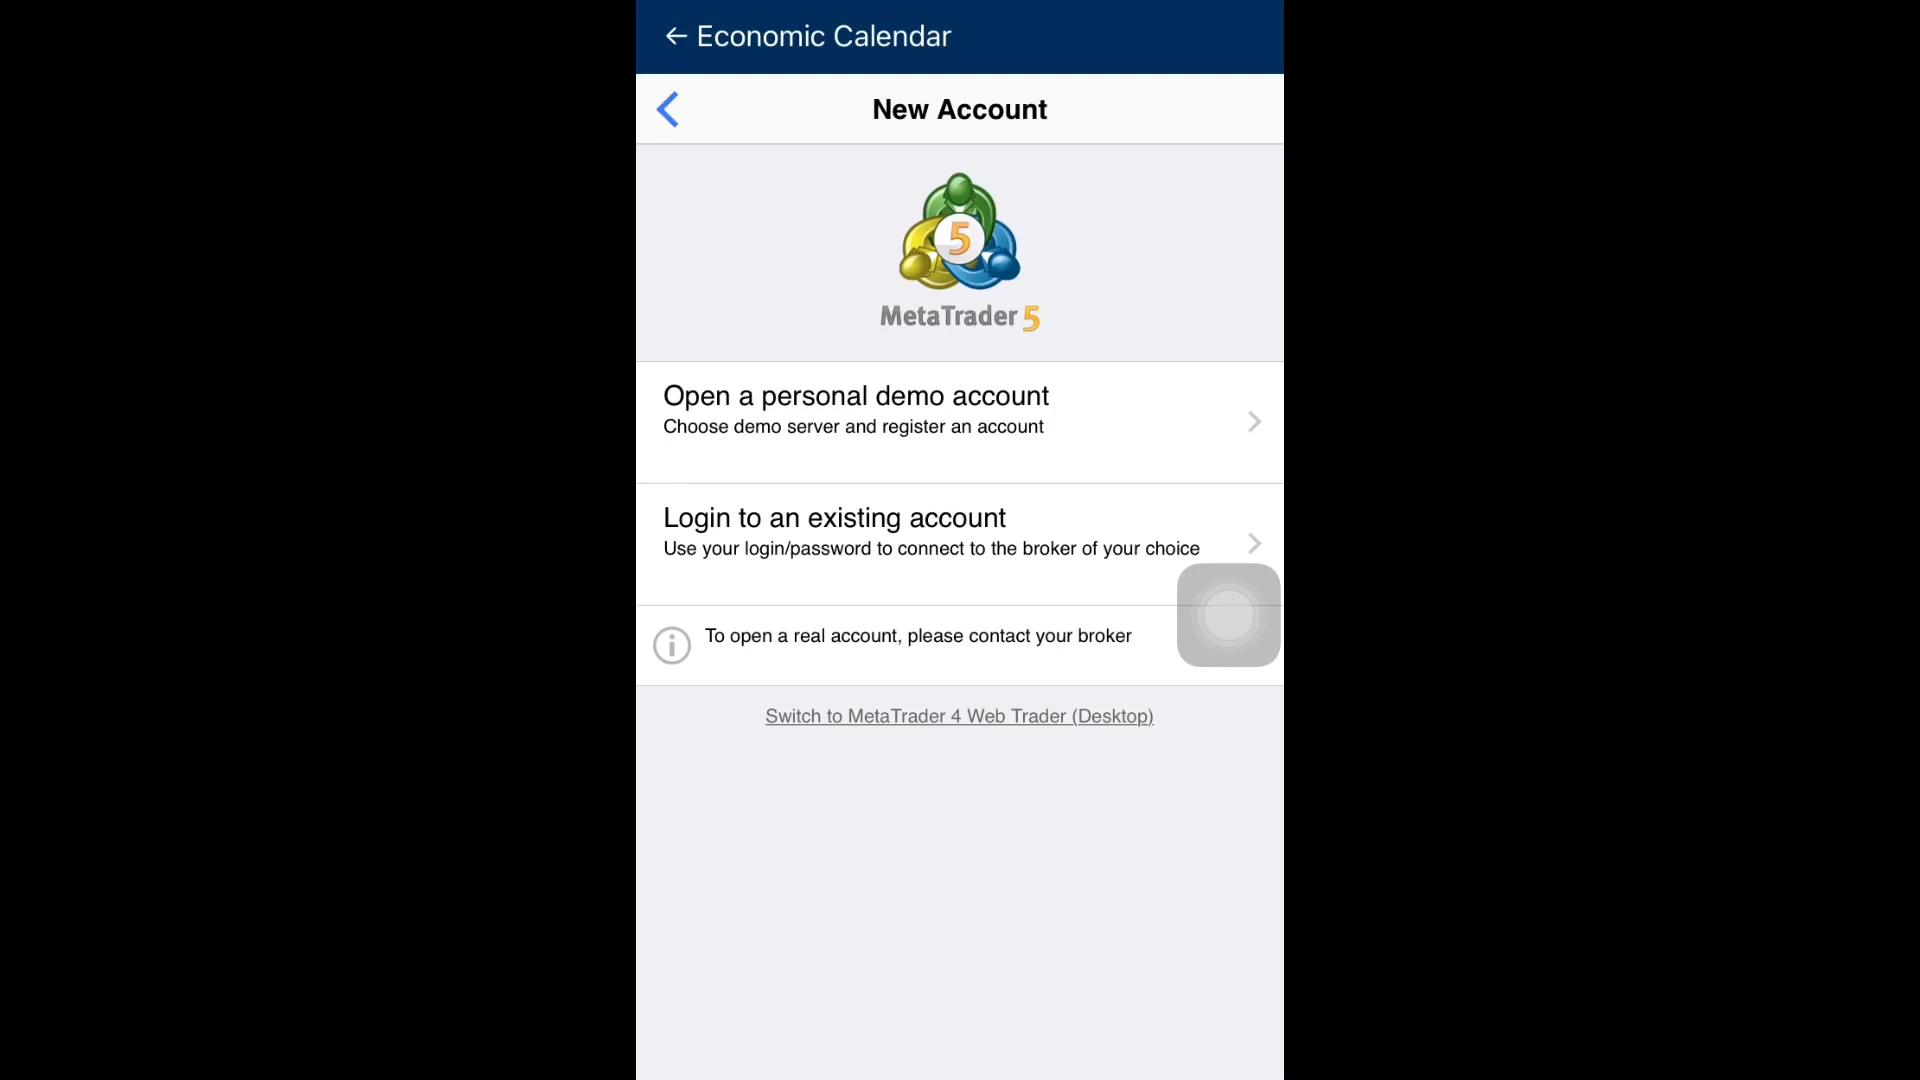 ← Economic Calendar
New Account
5
MetaTrader 5
Open a personal demo account
Choose demo server and register an account
Login to an existing account
Use your login/password to connect to the broker of your choice
To open a real account, please contact your broker
Switch to MetaTrader 4 Web Trader (Desktop)